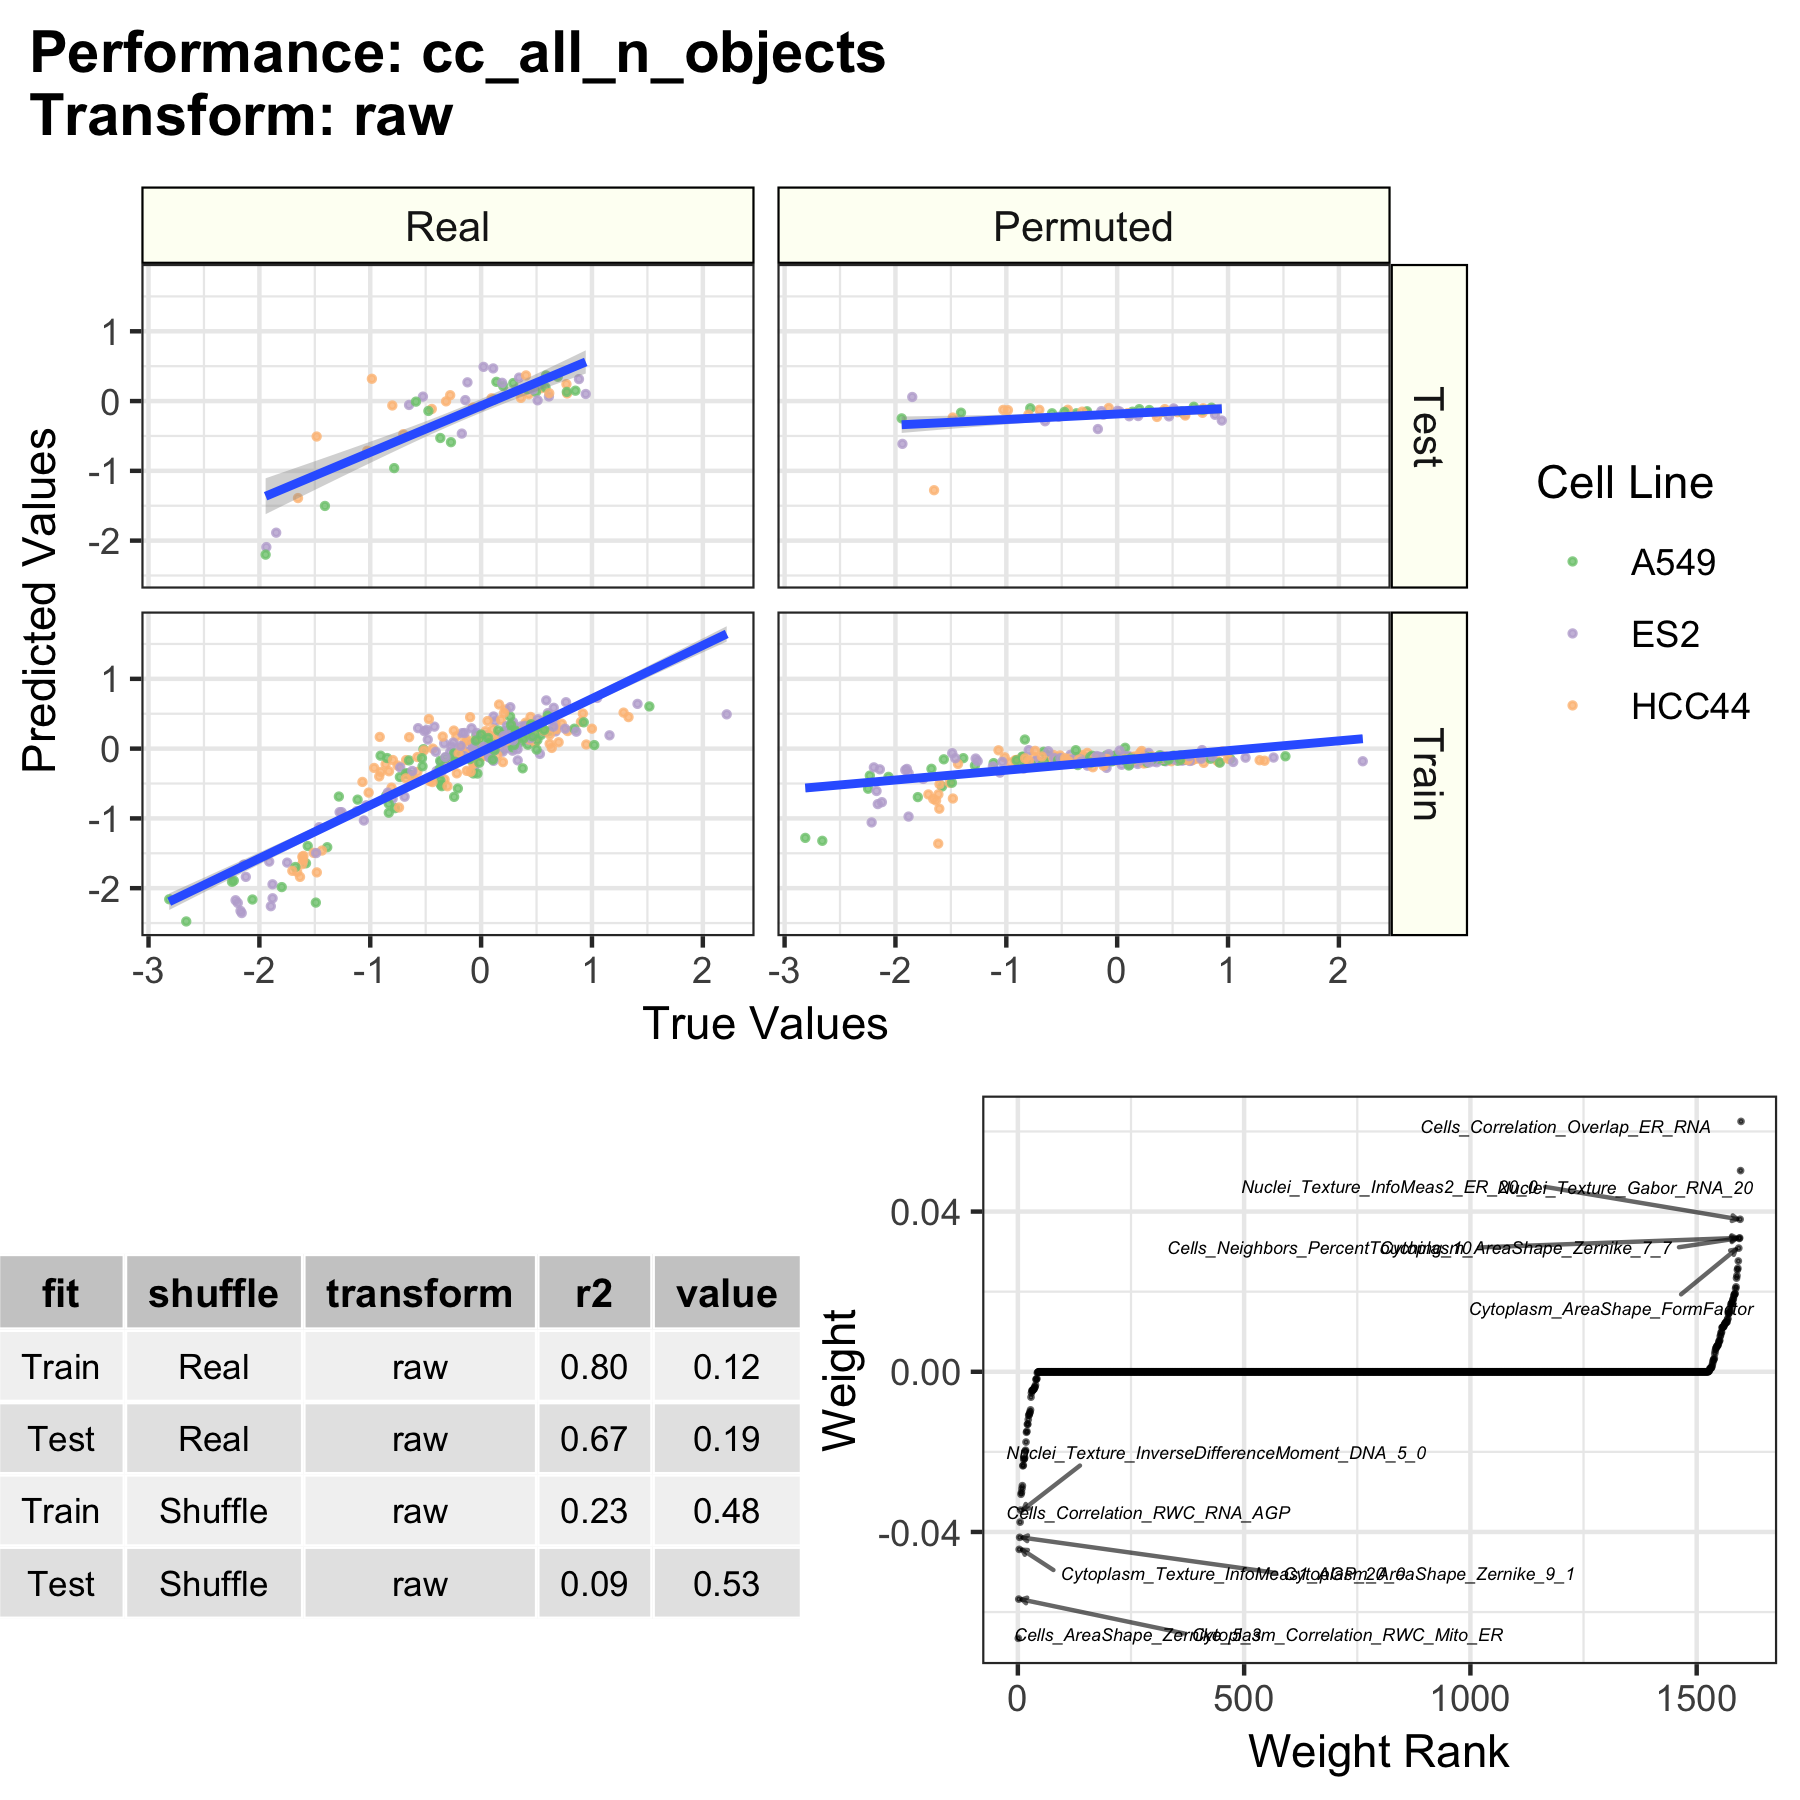 Performance: cc_all_n_objects
Transform: raw
Real
Permuted
Test
Train
1
0
-1
-2
1
0
-1
-2
Predicted Values
-3 -2 -1 0 1 2
-3 -2 -1 0 1 2
True Values
Cell Line
A549
ES2
HCC44
fit shuffle transform r2 value
Train Real raw 0.80 0.12
Test Real raw 0.67 0.19
Train Shuffle raw 0.23 0.48
Test Shuffle raw 0.09 0.53
Weight
0.04
0.00
-0.04
Cells_Correlation_Overlap_ER_RNA
Nuclei_Texture_InfoMeas2_ER_20_0
Nuclei_Texture_Gabor_RNA_20
Cells_Neighbors_PercentTouching_10
Cytoplasm_AreaShape_Zernike_7_7
Cytoplasm_AreaShape_FormFactor
Nuclei_Texture_InverseDifferenceMoment_DNA_5_0
Cells_Correlation_RWC_RNA_AGP
Cytoplasm_Texture_InfoMeas1_AGP_20_0
Cytoplasm_AreaShape_Zernike_9_1
Cells_AreaShape_Zernike_5_3
Cytoplasm_Correlation_RWC_Mito_ER
0 500 1000 1500
Weight Rank